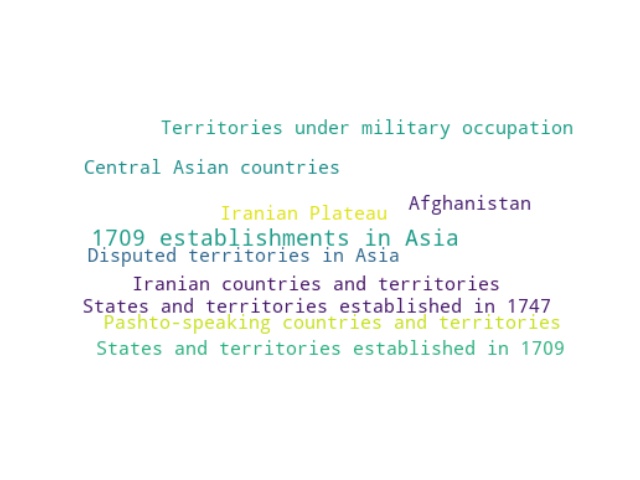 Territories under military occupation
Central Asian countries
Afghanistan
Iranian Plateau
1709 establishments in Asia
Disputed territories in Asia
Iranian countries and territories
States and territories established in 1747
Pashto-speaking countries and territories
States and territories established in 1709